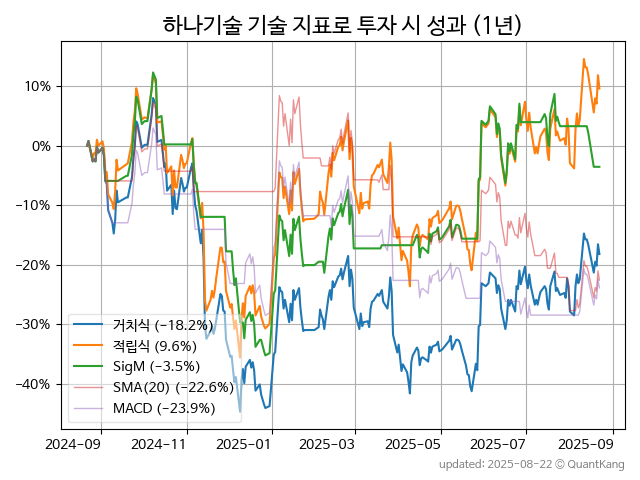 하나기술 기술 지표로 투자 시 성과 (1년)
10%
0%
−10%
−20%
−30%
−40%
거치식 (−18.2%)
적립식 (9.6%)
SigM (−3.5%)
SMA(20) (−22.6%)
MACD (−23.9%)
2024-09 2024-11 2025-01 2025-03 2025-05 2025-07 2025-09
updated: 2025-08-22 © QuantKang